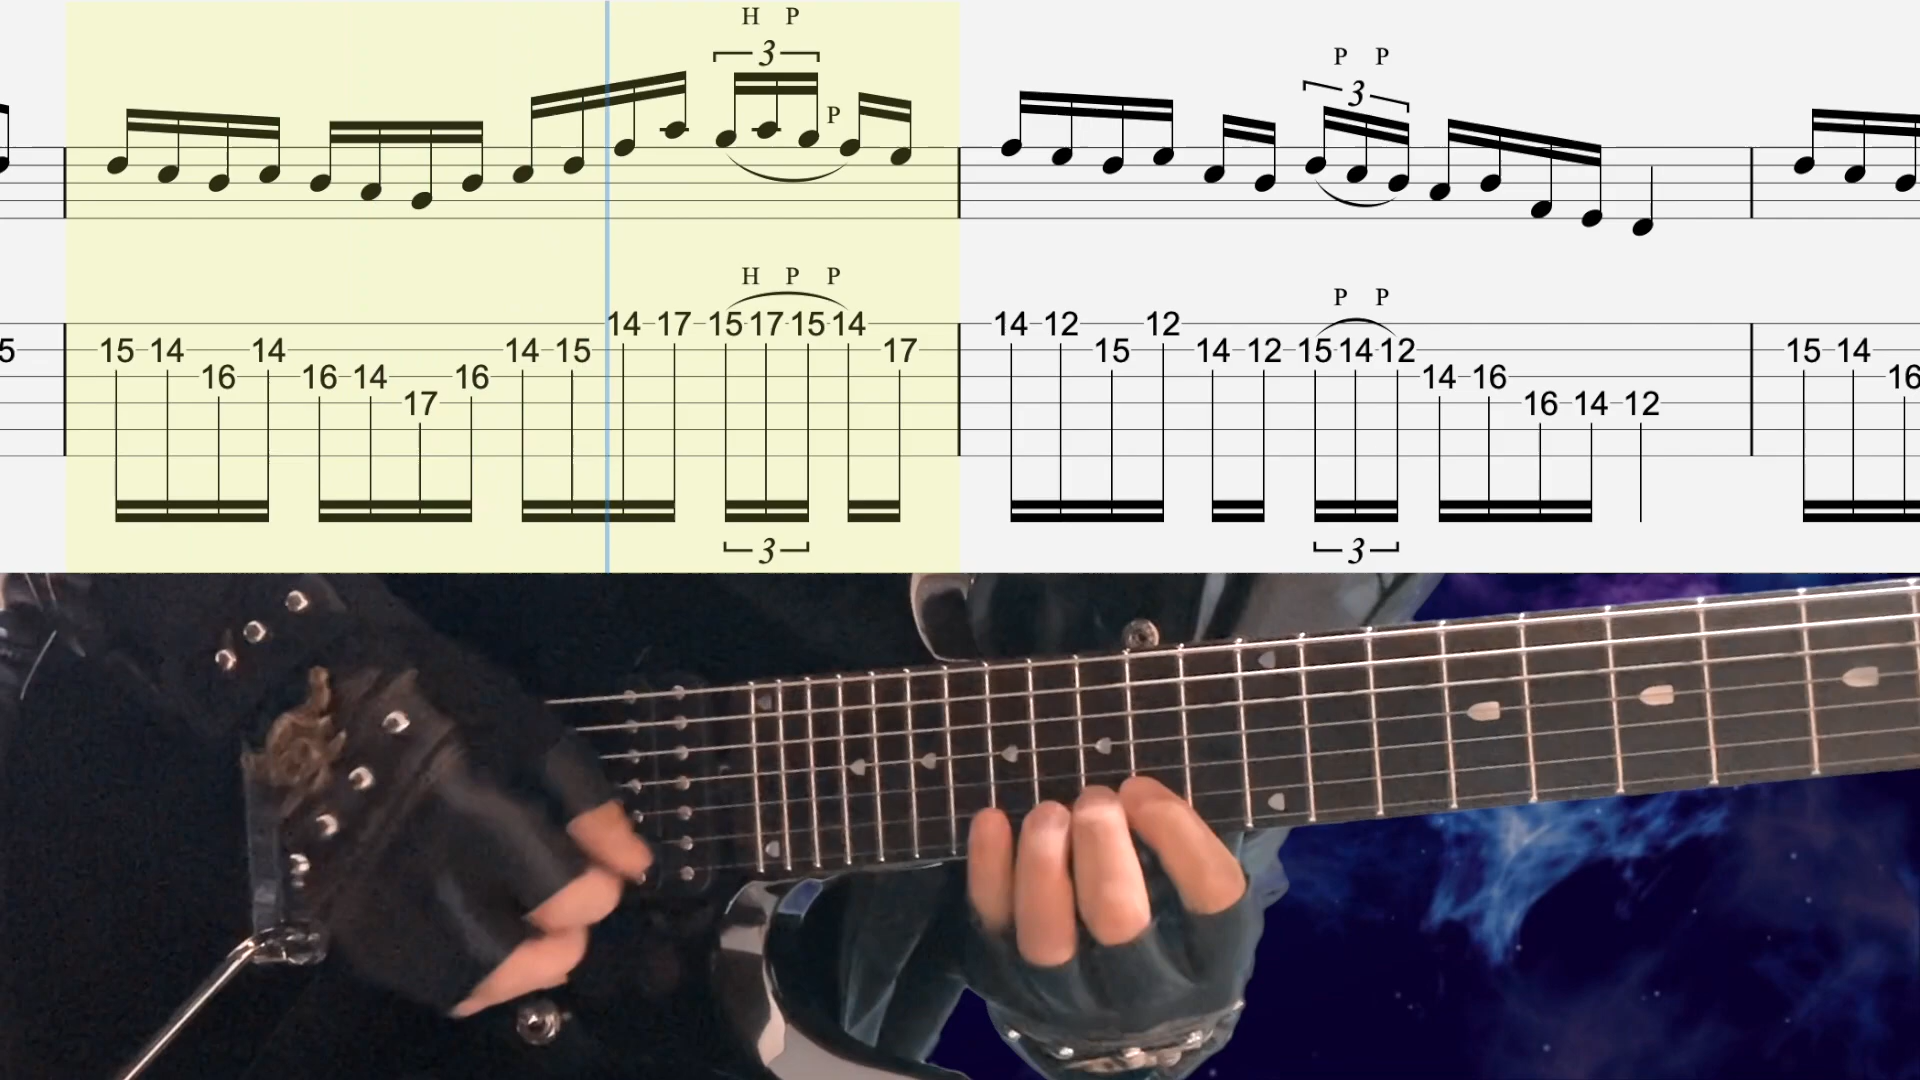 H P
3
P P
3
P
H P P
P P
14 17 15 17 15 14 14 12 12
5 15 14 14 14 15 17 15 14 12 15 14 12 15 14
16 16 14 16 14 16 16
17 16 14 12
3 3